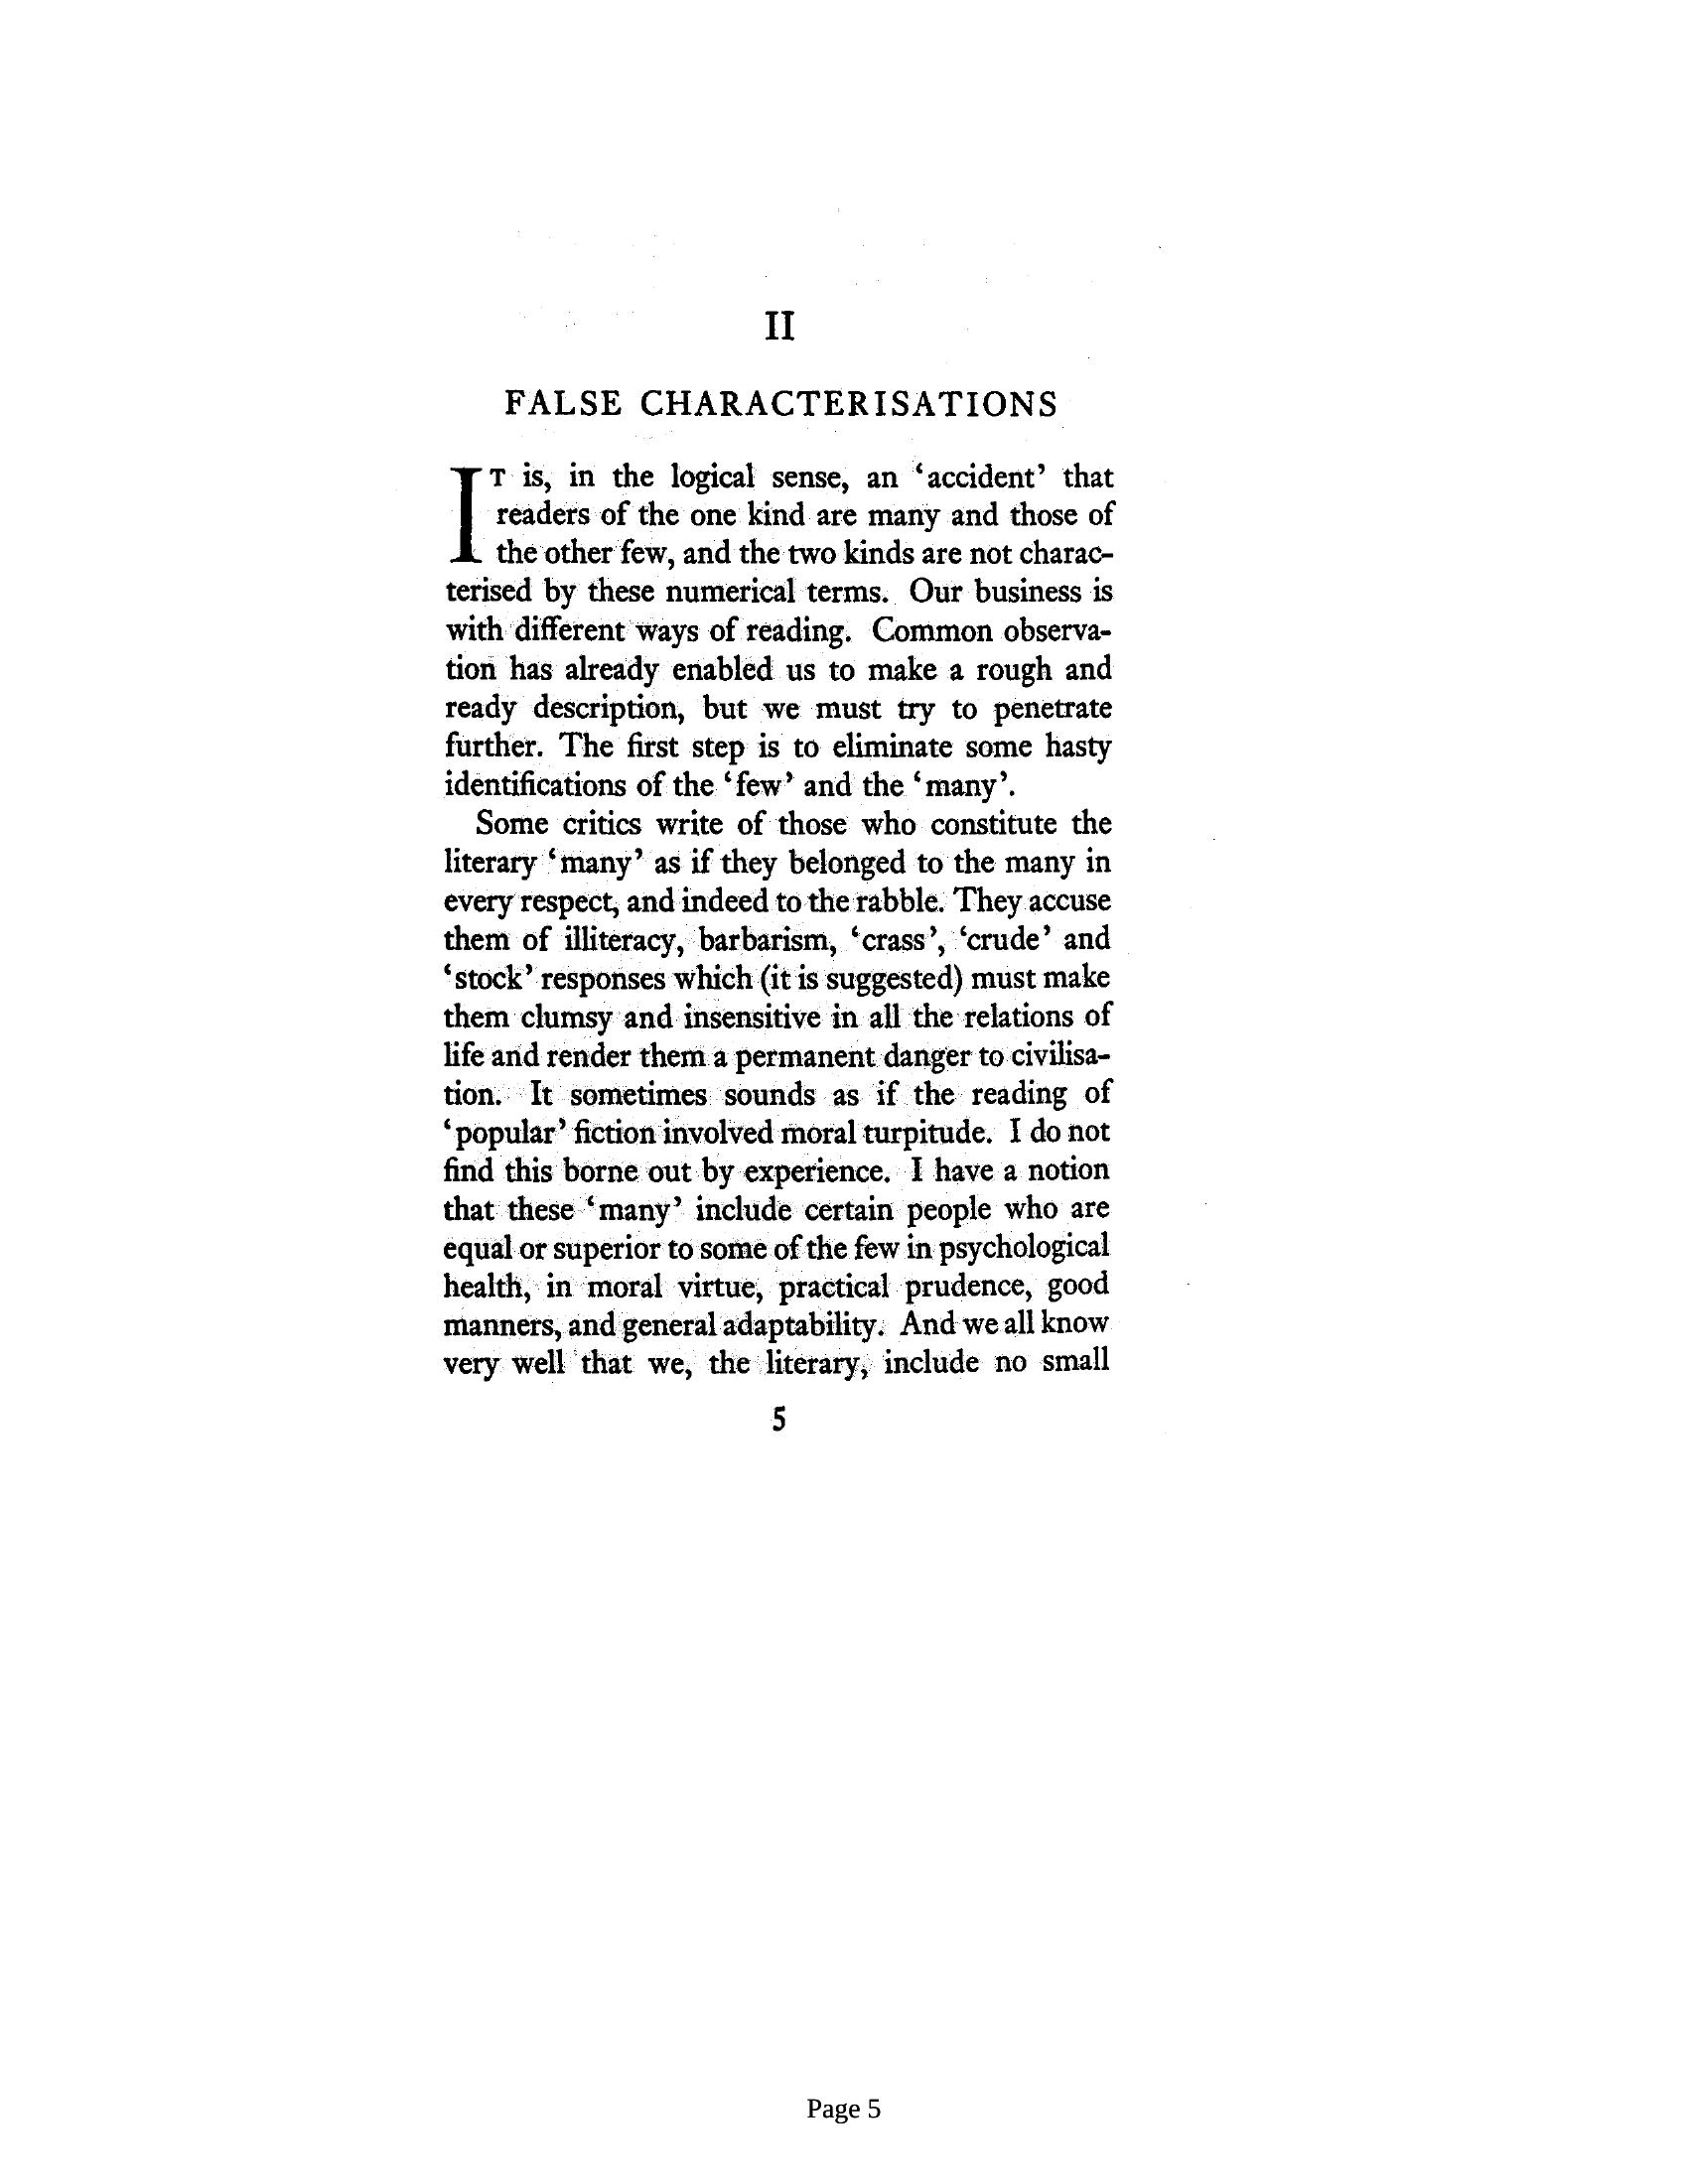 II
FALSE CHARACTERISATIONS
IT is, in the logical sense, an ‘accident’ that
readers of the one kind are many and those of
the other few, and the two kinds are not charac-
terised by these numerical terms. Our business is
with different ways of reading. Common observa-
tion has already enabled us to make a rough and
ready description, but we must try to penetrate
further. The first step is to eliminate some hasty
identifications of the ‘few’ and the ‘many’.
Some critics write of those who constitute the
literary ‘many’ as if they belonged to the many in
every respect, and indeed to the rabble. They accuse
them of illiteracy, barbarism, ‘crass’, ‘crude’ and
‘stock’ responses which (it is suggested) must make
them clumsy and insensitive in all the relations of
life and render them a permanent danger to civilisa-
tion. It sometimes sounds as if the reading of
‘popular’ fiction involved moral turpitude. I do not
find this borne out by experience. I have a notion
that these ‘many’ include certain people who are
equal or superior to some of the few in psychological
health, in moral virtue, practical prudence, good
manners, and general adaptability. And we all know
very well that we, the literary, include no small
5
Page 5